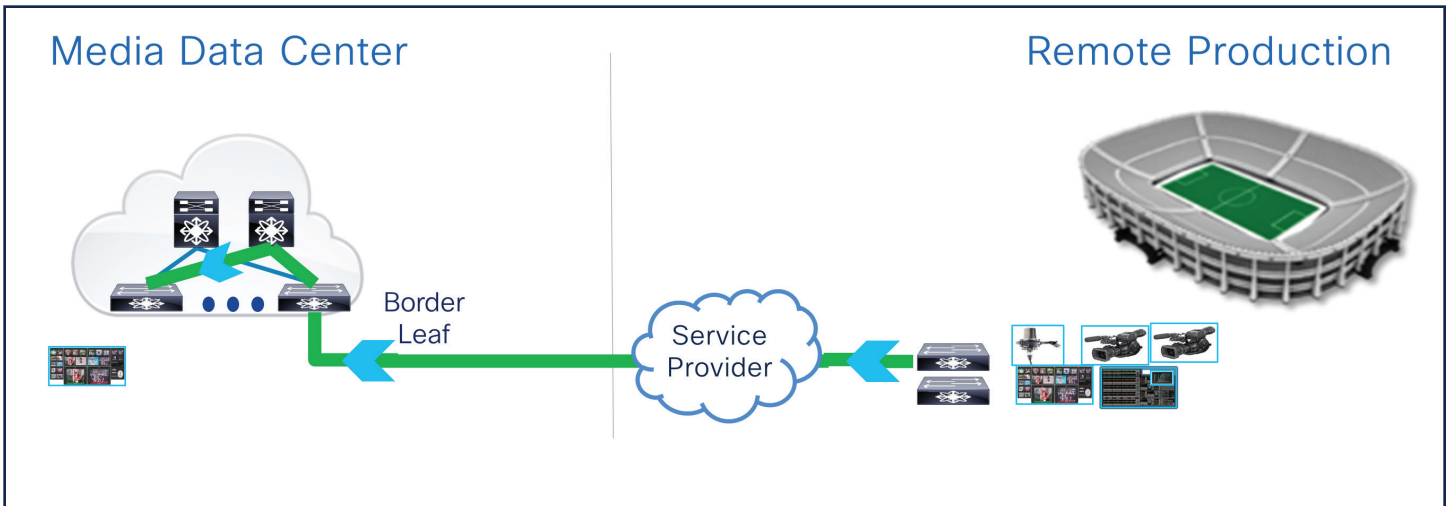 Media Data Center
Remote Production
Border
Leaf
Service
Provider